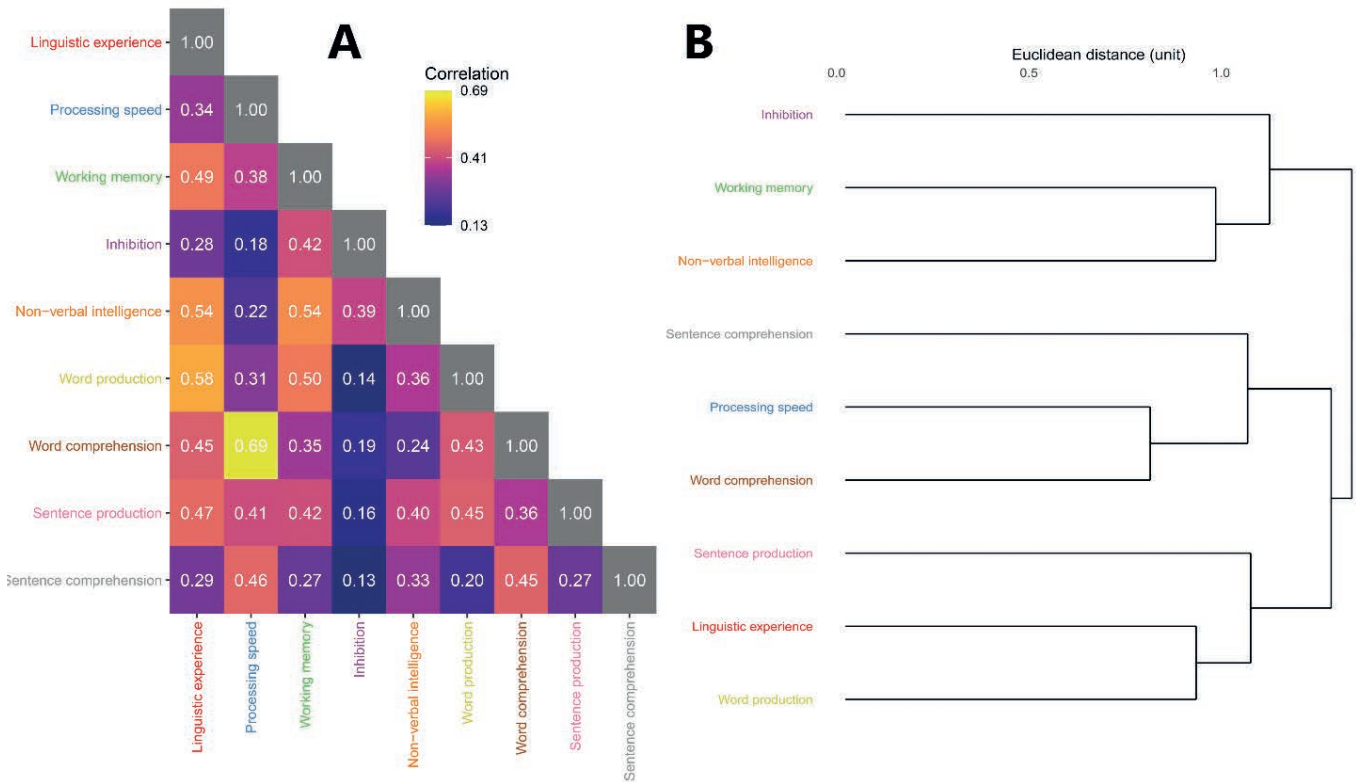 A
Correlation
0.69
0.41
0.13
Linguistic experience 1.00
Processing speed 0.34 1.00
Working memory 0.49 0.38 1.00
Inhibition 0.28 0.18 0.42 1.00
Non−verbal intelligence 0.54 0.22 0.54 0.39 1.00
Word production 0.58 0.31 0.50 0.14 0.36 1.00
Word comprehension 0.45 0.69 0.35 0.19 0.24 0.43 1.00
Sentence production 0.47 0.41 0.42 0.16 0.40 0.45 0.36 1.00
Sentence comprehension 0.29 0.46 0.27 0.13 0.33 0.20 0.45 0.27 1.00
Linguistic experience
Processing speed
Working memory
Inhibition
Non−verbal intelligence
Word production
Word comprehension
Sentence production
Sentence comprehension
B
Euclidean distance (unit)
0.0 0.5 1.0
Inhibition
Working memory
Non−verbal intelligence
Sentence comprehension
Processing speed
Word comprehension
Sentence production
Linguistic experience
Word production